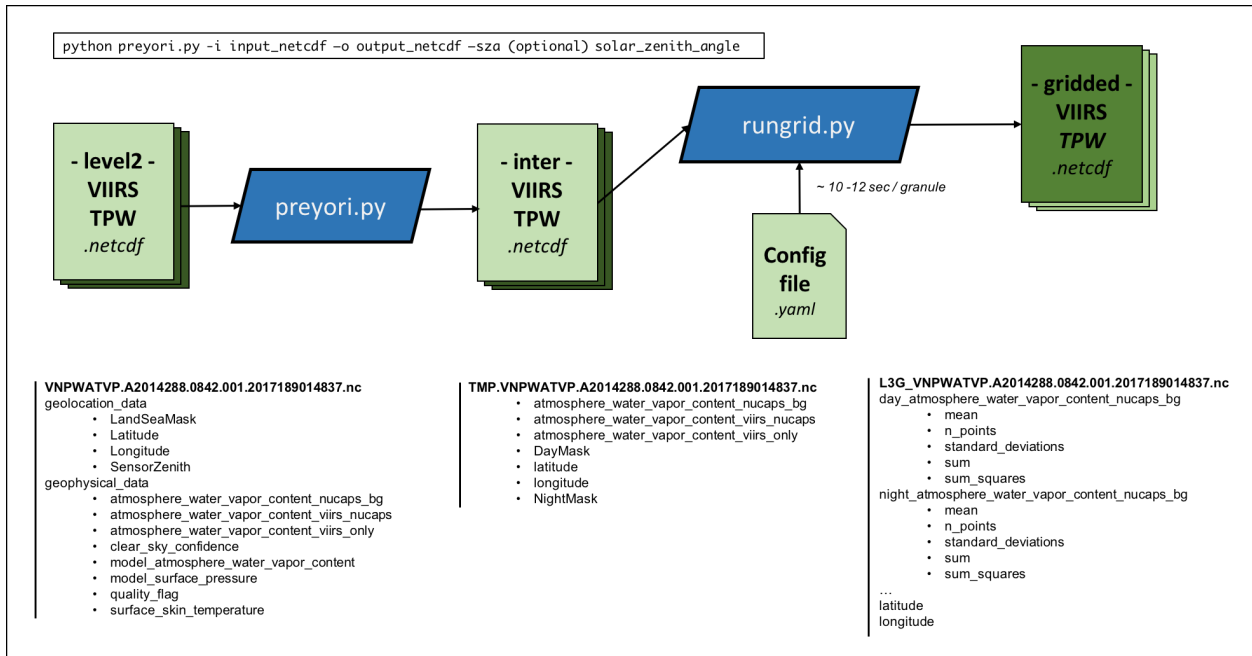 python preyori.py -i input_netcdf –o output_netcdf –sza (optional) solar_zenith_angle
- level2 -
VIIRS
TPW
.netcdf
preyori.py
- inter -
VIIRS
TPW
.netcdf
rungrid.py
~ 10 -12 sec / granule
Config
file
.yaml
- gridded -
VIIRS
TPW
.netcdf
VNPWATVP.A2014288.0842.001.2017189014837.nc
geolocation_data
• LandSeaMask
• Latitude
• Longitude
• SensorZenith
geophysical_data
• atmosphere_water_vapor_content_nucaps_bg
• atmosphere_water_vapor_content_viirs_nucaps
• atmosphere_water_vapor_content_viirs_only
• clear_sky_confidence
• model_atmosphere_water_vapor_content
• model_surface_pressure
• quality_flag
• surface_skin_temperature
TMP.VNPWATVP.A2014288.0842.001.2017189014837.nc
• atmosphere_water_vapor_content_nucaps_bg
• atmosphere_water_vapor_content_viirs_nucaps
• atmosphere_water_vapor_content_viirs_only
• DayMask
• latitude
• longitude
• NightMask
L3G_VNPWATVP.A2014288.0842.001.2017189014837.nc
day_atmosphere_water_vapor_content_nucaps_bg
• mean
• n_points
• standard_deviations
• sum
• sum_squares
night_atmosphere_water_vapor_content_nucaps_bg
• mean
• n_points
• standard_deviations
• sum
• sum_squares
...
latitude
longitude